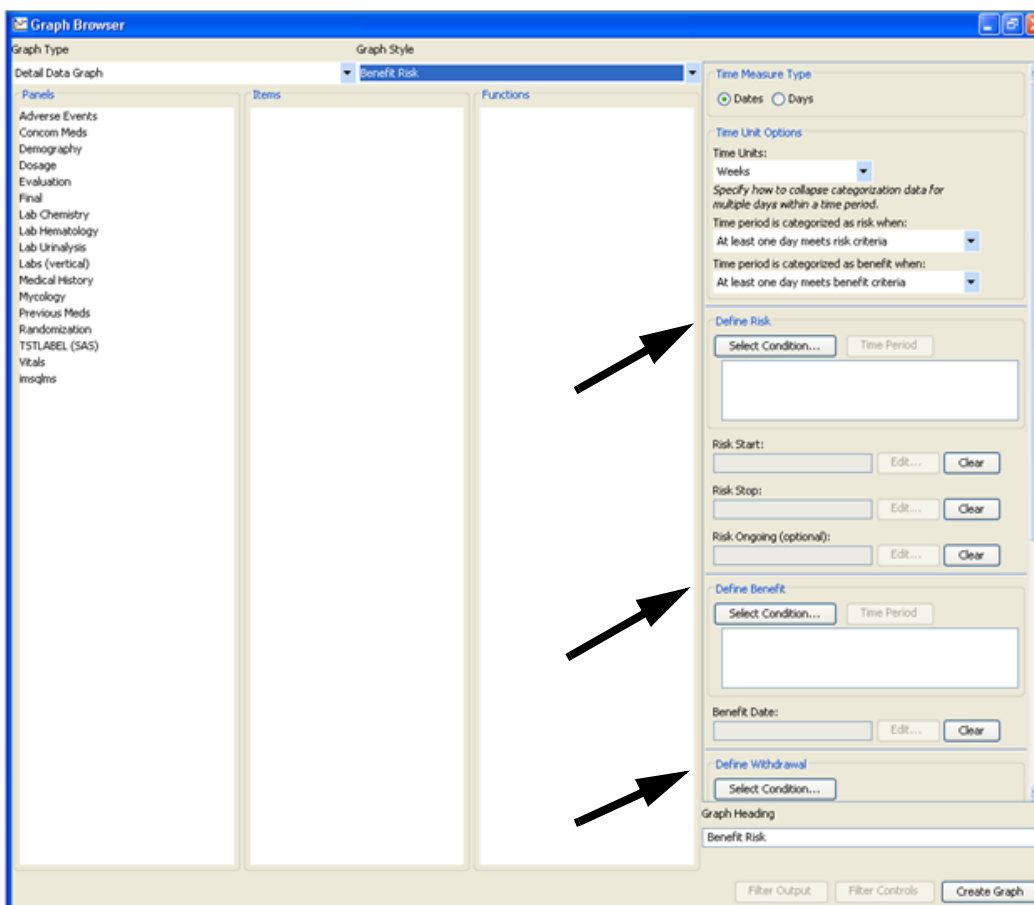 Graph Browser
Graph Type
Graph Style
Detail Data Graph
Benefit Risk
Panels
Items
Functions
Adverse Events
Concom Meds
Demography
Dosage
Evaluation
Final
Lab Chemistry
Lab Hematology
Lab Urinalysis
Labs (vertical)
Medical History
Mycology
Previous Meds
Randomization
TSTLABEL (SAS)
Vitals
imsqlms
Time Measure Type
Dates
Days
Time Unit Options
Time Units:
Weeks
Specify how to collapse categorization data for
multiple days within a time period.
Time period is categorized as risk when:
At least one day meets risk criteria
Time period is categorized as benefit when:
At least one day meets benefit criteria
Define Risk
Select Condition...
Time Period
Risk Start:
Edit...
Clear
Risk Stop:
Edit...
Clear
Risk Ongoing (optional):
Edit...
Clear
Define Benefit
Select Condition...
Time Period
Benefit Date:
Edit...
Clear
Define Withdrawal
Select Condition...
Graph Heading
Benefit Risk
Filter Output
Filter Controls
Create Graph